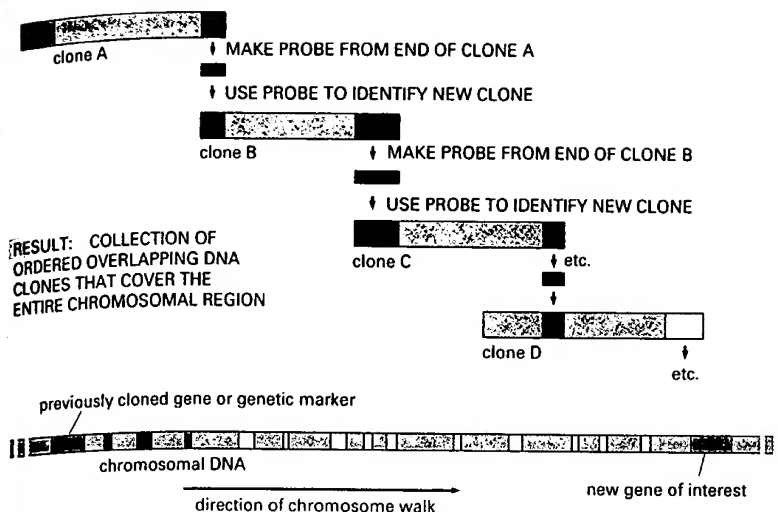 clone A
MAKE PROBE FROM END OF CLONE A
USE PROBE TO IDENTIFY NEW CLONE
clone B
MAKE PROBE FROM END OF CLONE B
USE PROBE TO IDENTIFY NEW CLONE
RESULT: COLLECTION OF
ORDERED OVERLAPPING DNA
CLONES THAT COVER THE
ENTIRE CHROMOSOMAL REGION
clone C
etc.
clone D
etc.
previously cloned gene or genetic marker
chromosomal DNA
new gene of interest
direction of chromosome walk